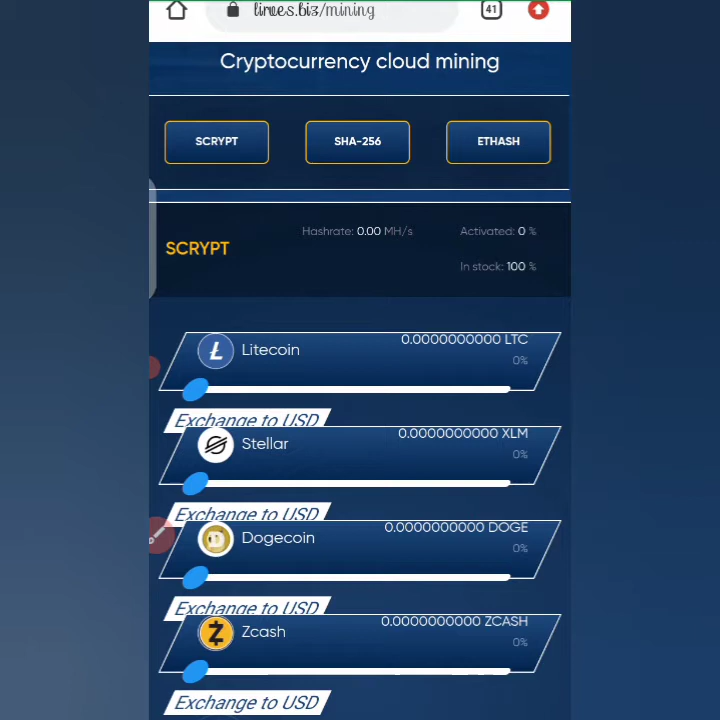 lirves.biz/mining
41
Cryptocurrency cloud mining
SCRYPT
SHA-256
ETHASH
SCRYPT
Hashrate: 0.00 MH/s
Activated: 0 %
In stock: 100 %
Litecoin
0.0000000000 LTC
0%
Exchange to USD
Stellar
0.0000000000 XLM
0%
Exchange to USD
Dogecoin
0.0000000000 DOGE
0%
Exchange to USD
Zcash
0.0000000000 ZCASH
0%
Exchange to USD